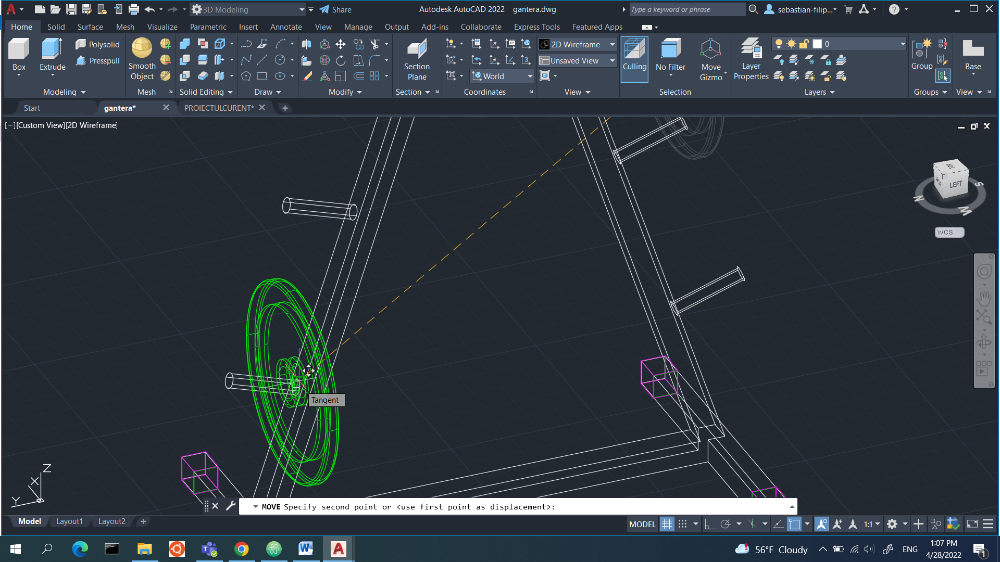 3D Modeling
Share
Autodesk AutoCAD 2022 gantera.dwg
Type a keyword or phrase
sebastian-filip...
Home Solid Surface Mesh Visualize Parametric Insert Annotate View Manage Output Add-ins Collaborate Express Tools Featured Apps
Box
Extrude
Polysolid
Presspull
Modeling
Smooth
Object
Mesh
Solid Editing
Draw
Modify
Section
Plane
Section
World
Coordinates
2D Wireframe
Unsaved View
View
Culling
No Filter
Move
Gizmo
Selection
Layer
Properties
0
Layers
Group
Groups
Base
View
Start
gantera*
PROIECTULCURENT*
[−][Custom View][2D Wireframe]
TOP
LEFT
N
S
W
WCS
Tangent
Z
X
Y
MOVE Specify second point or <use first point as displacement>:
Model Layout1 Layout2
MODEL
1:1
56°F Cloudy
ENG
1:07 PM
4/28/2022
1